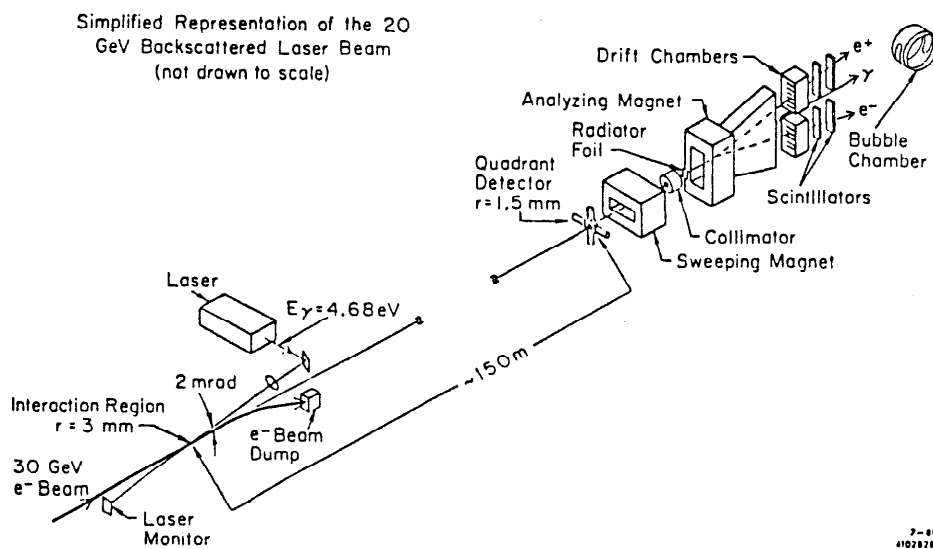 Simplified Representation of the 20
GeV Backscattered Laser Beam
(not drawn to scale)
Drift Chambers
e+
γ
e-
Analyzing Magnet
Bubble
Chamber
Radiator
Foil
Scintillators
Quadrant
Detector
r=1.5 mm
Collimator
Sweeping Magnet
Laser
Eγ=4.68eV
~150m
2 mrad
Interaction Region
r = 3 mm
e- Beam
Dump
30 GeV
e- Beam
Laser
Monitor